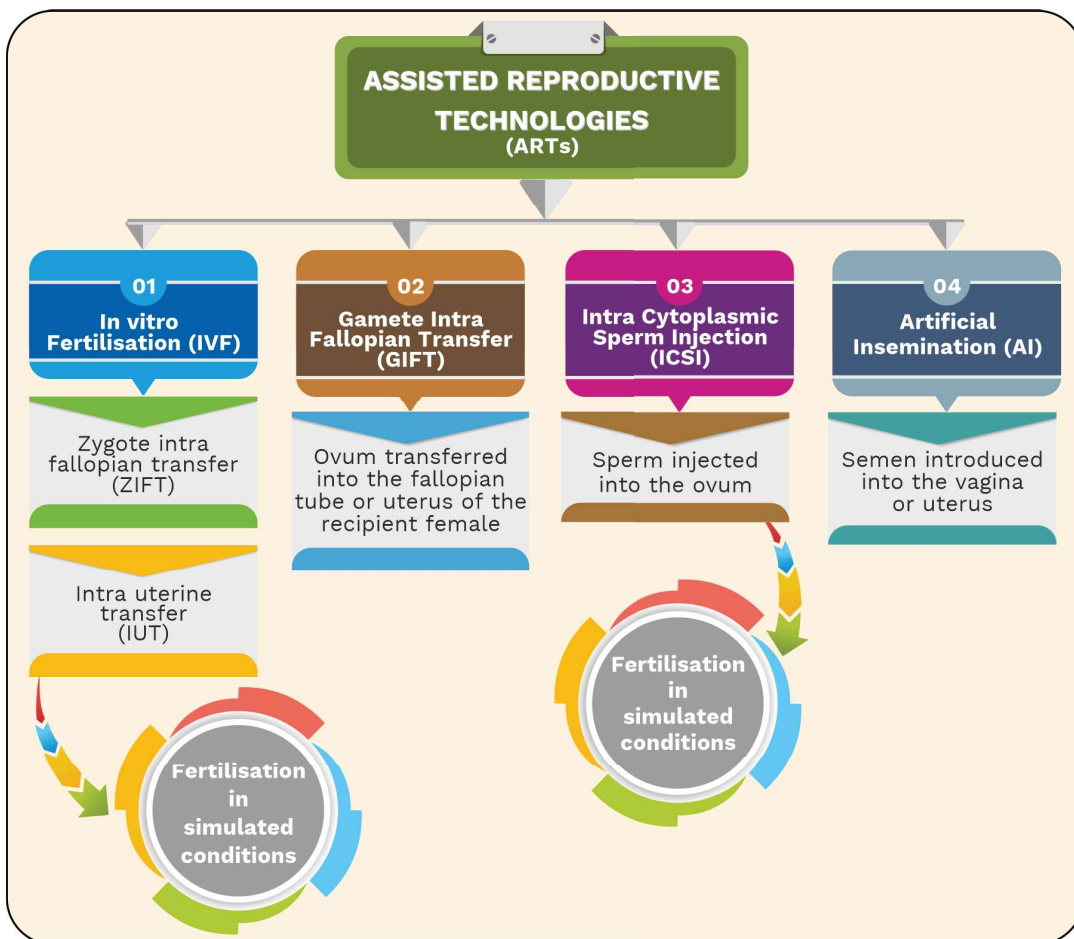 ASSISTED REPRODUCTIVE
TECHNOLOGIES
(ARTs)
01
In vitro
Fertilisation (IVF)
Zygote intra
fallopian transfer
(ZIFT)
Intra uterine
transfer
(IUT)
Fertilisation
in
simulated
conditions
02
Gamete Intra
Fallopian Transfer
(GIFT)
Ovum transferred
into the fallopian
tube or uterus of the
recipient female
03
Intra Cytoplasmic
Sperm Injection
(ICSI)
Sperm injected
into the ovum
Fertilisation
in
simulated
conditions
04
Artificial
Insemination (AI)
Semen introduced
into the vagina
or uterus